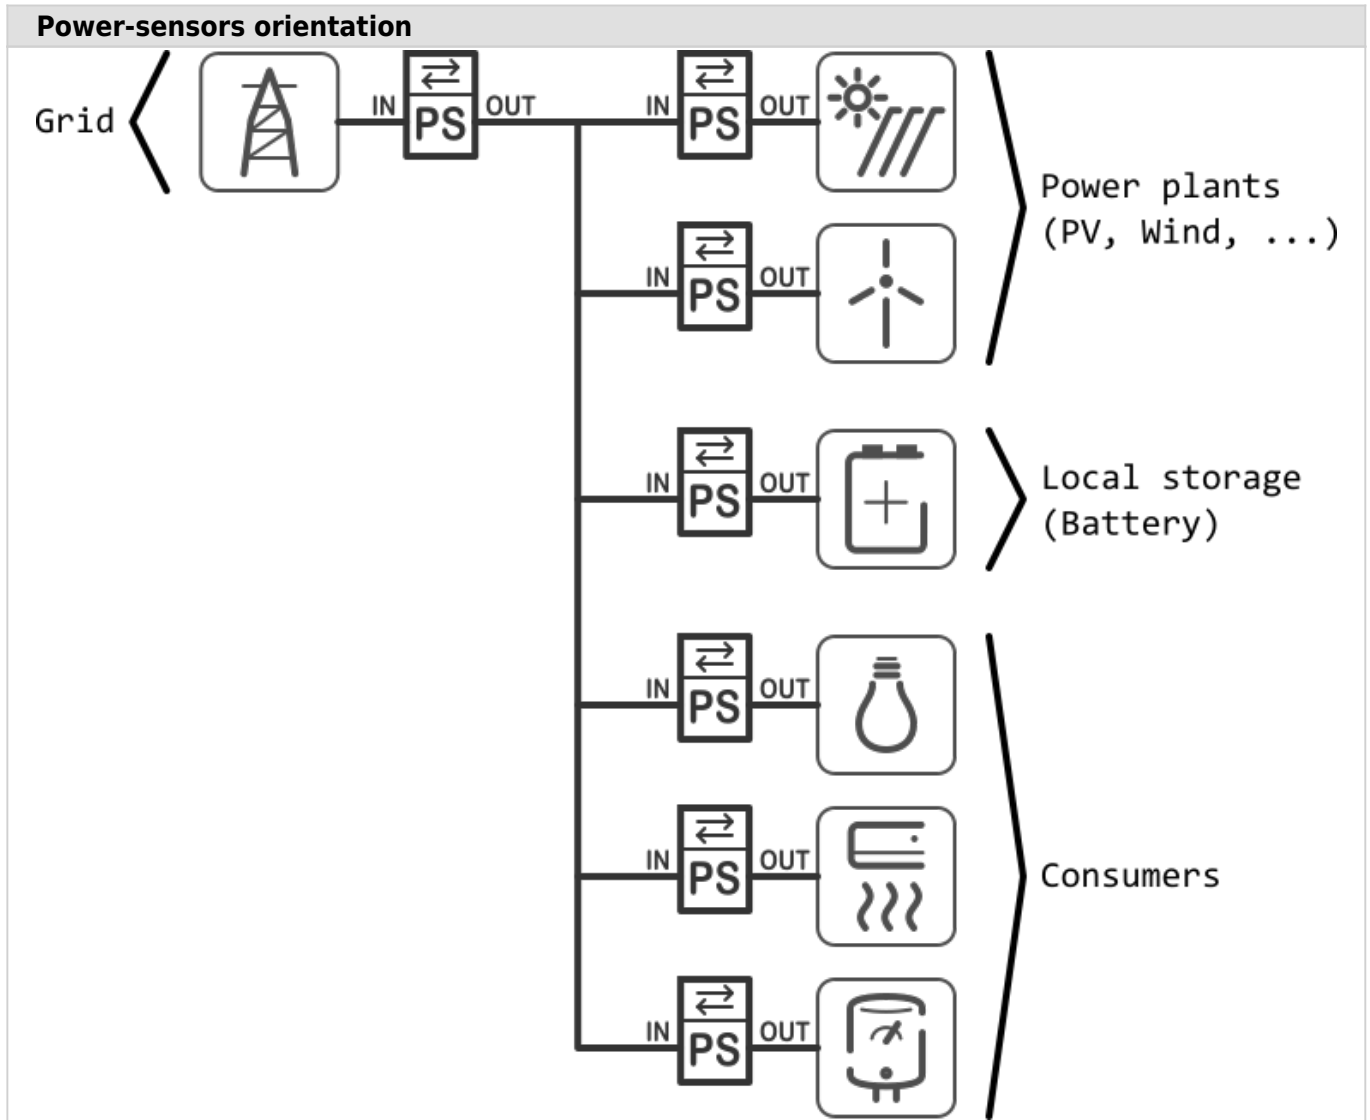 Power-sensors orientation
Grid
IN PS OUT
IN PS OUT
Power plants
(PV, Wind, ...)
IN PS OUT
IN PS OUT
Local storage
(Battery)
IN PS OUT
IN PS OUT
Consumers
IN PS OUT